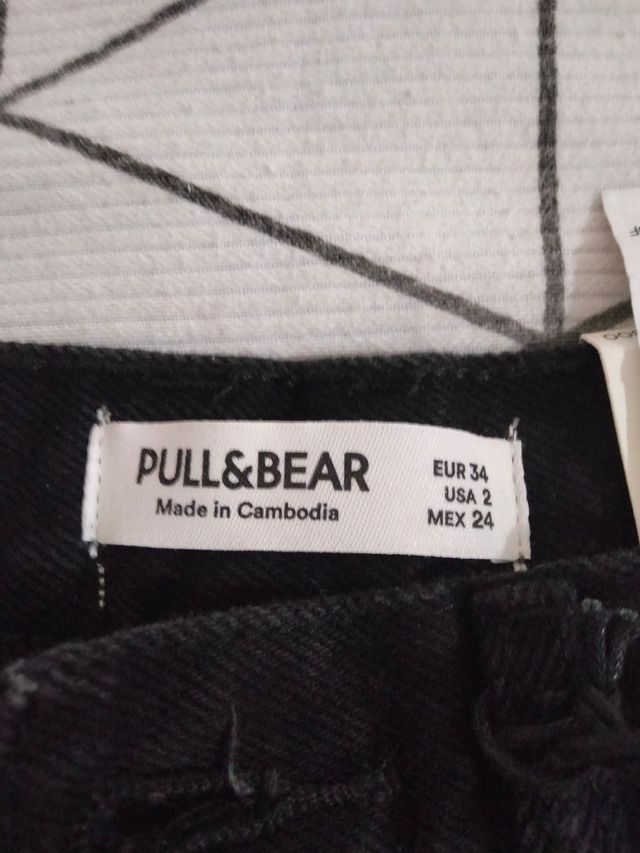 PULL&BEAR
Made in Cambodia
EUR 34
USA 2
MEX 24